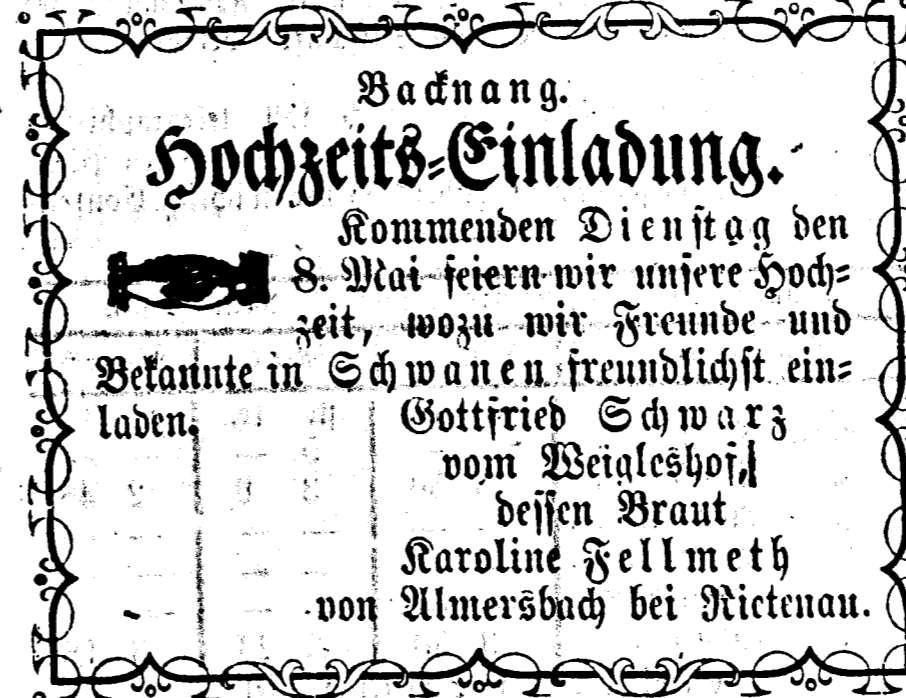 Backnang.
Hochzeits-Einladung.
Kommenden Dienstag den
8. Mai feiern wir unsere Hoch-
zeit, wozu wir Freunde und
Bekannte in Schwanen freundlichst ein-
laden.
Gottfried Schwarz
vom Weigleshof,
dessen Braut
Karoline Fellmeth
von Almersbach bei Rietenau.